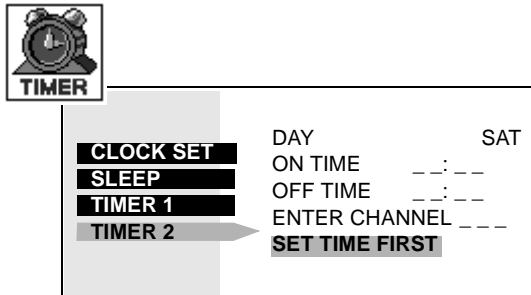 TIMER
CLOCK SET
SLEEP
TIMER 1
TIMER 2
DAY SAT
ON TIME _ _: _ _
OFF TIME _ _: _ _
ENTER CHANNEL _ _ _
SET TIME FIRST